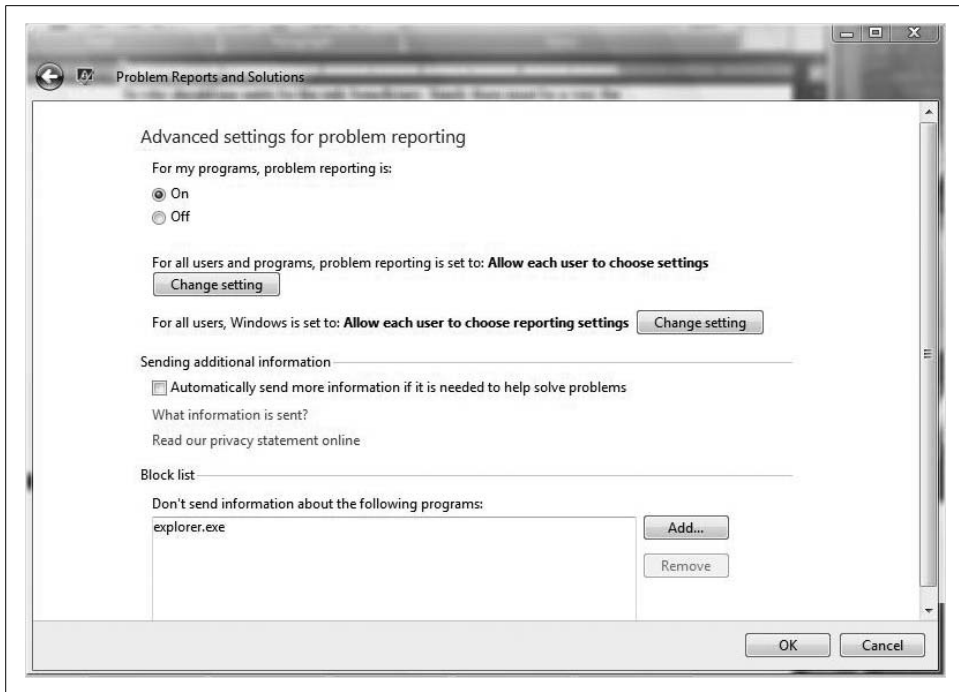 Problem Reports and Solutions
Advanced settings for problem reporting
For my programs, problem reporting is:
On
Off
For all users and programs, problem reporting is set to: Allow each user to choose settings
Change setting
For all users, Windows is set to: Allow each user to choose reporting settings Change setting
Sending additional information
Automatically send more information if it is needed to help solve problems
What information is sent?
Read our privacy statement online
Block list
Don't send information about the following programs:
explorer.exe
Add...
Remove
OK Cancel